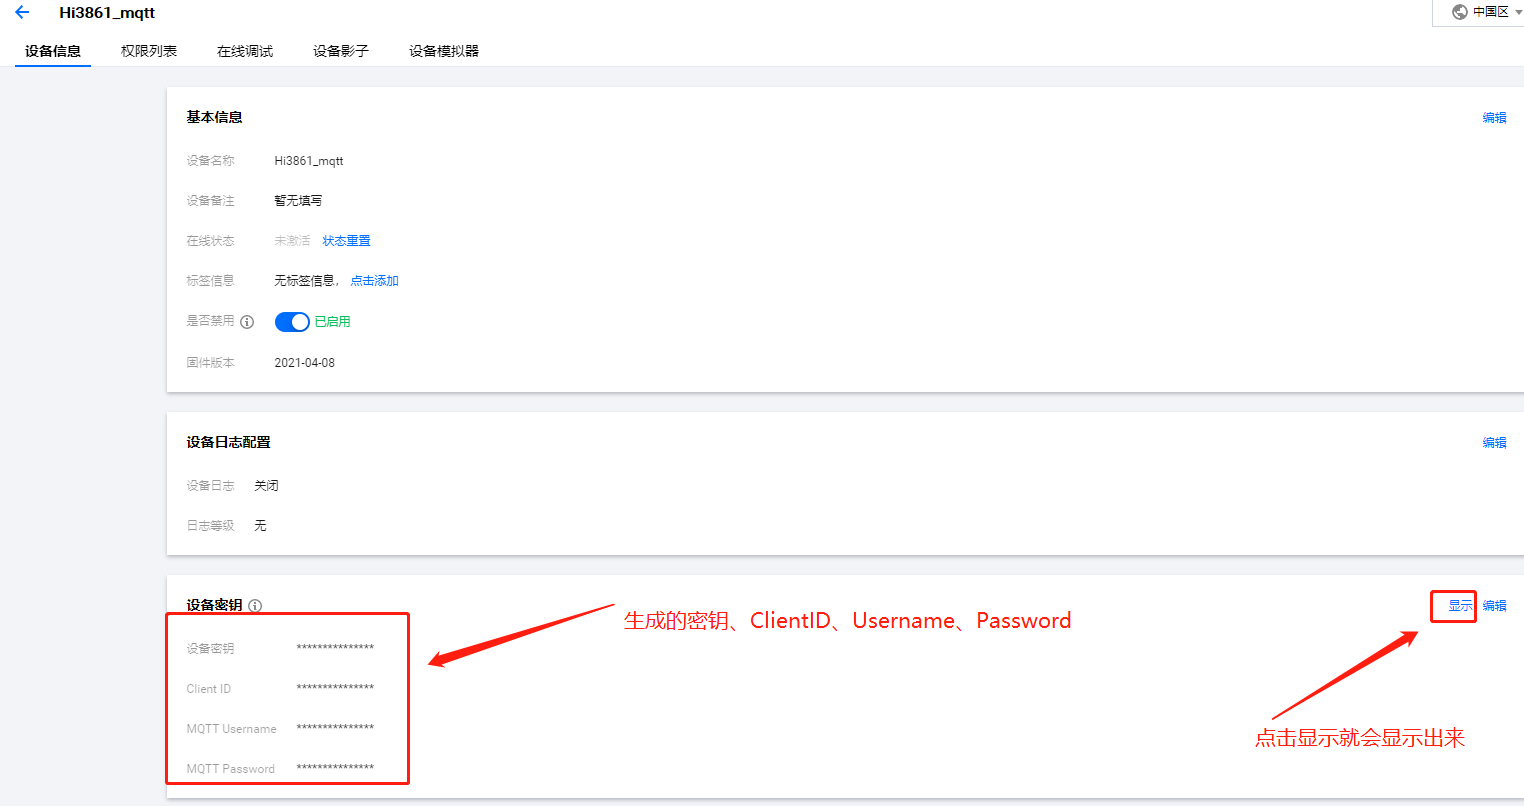 Hi3861_mqtt
中国区
设备信息 权限列表 在线调试 设备影子 设备模拟器
基本信息 编辑
设备名称 Hi3861_mqtt
设备备注 暂无填写
在线状态 未激活 状态重置
标签信息 无标签信息， 点击添加
是否禁用 已启用
固件版本 2021-04-08
设备日志配置 编辑
设备日志 关闭
日志等级 无
设备密钥 显示 编辑
生成的密钥、ClientID、Username、Password
设备密钥 ***************
Client ID ***************
MQTT Username ***************
点击显示就会显示出来
MQTT Password ***************